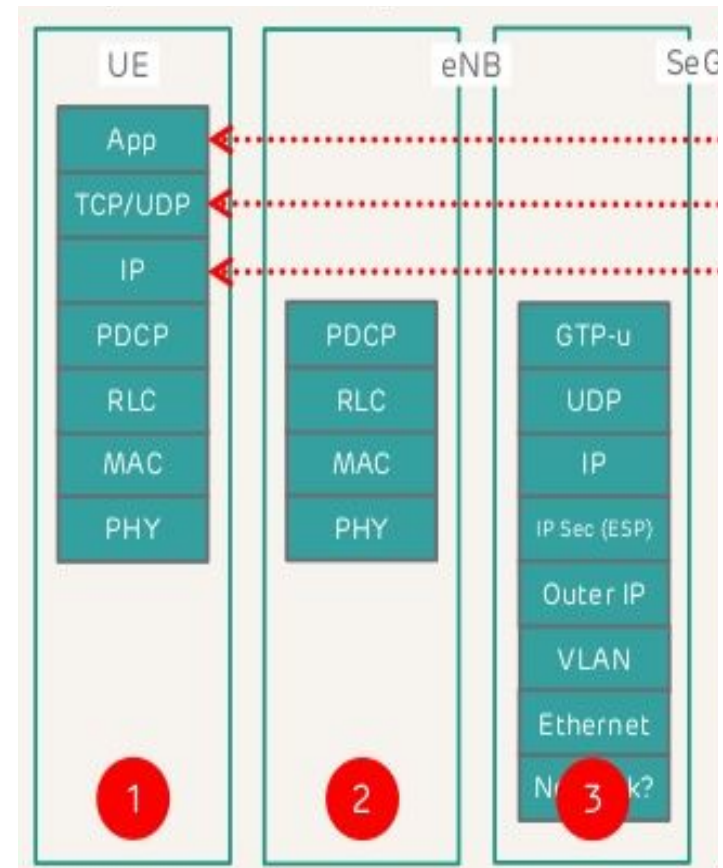 UE
App
TCP/UDP
IP
PDCP
RLC
MAC
PHY
1
eNB
PDCP
RLC
MAC
PHY
2
SeG
GTP-u
UDP
IP
IP Sec (ESP)
Outer IP
VLAN
Ethernet
3